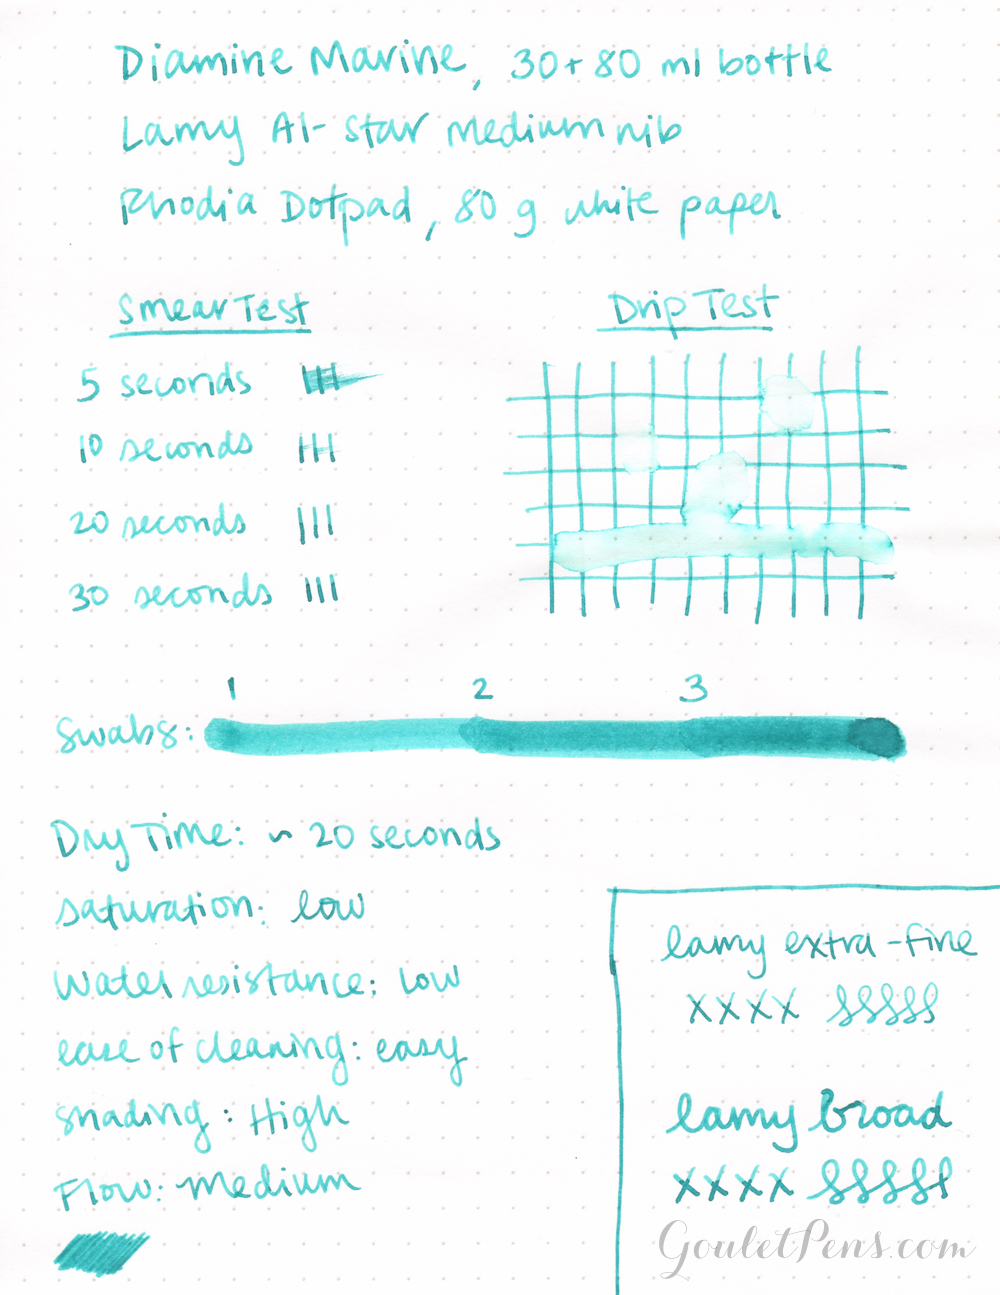 Diamine Marine, 30+80 ml bottle
Lamy Al-Star medium nib
Rhodia Dotpad, 80 g white paper
Smear Test
5 seconds
10 seconds
20 seconds
30 seconds
Drip Test
1 2 3
Swabs:
Dry Time: ~ 20 seconds
saturation: low
Water resistance: Low
ease of cleaning: easy
shading: High
Flow: medium
lamy extra-fine
xxxx
lamy broad
xxxx
GouletPens.com